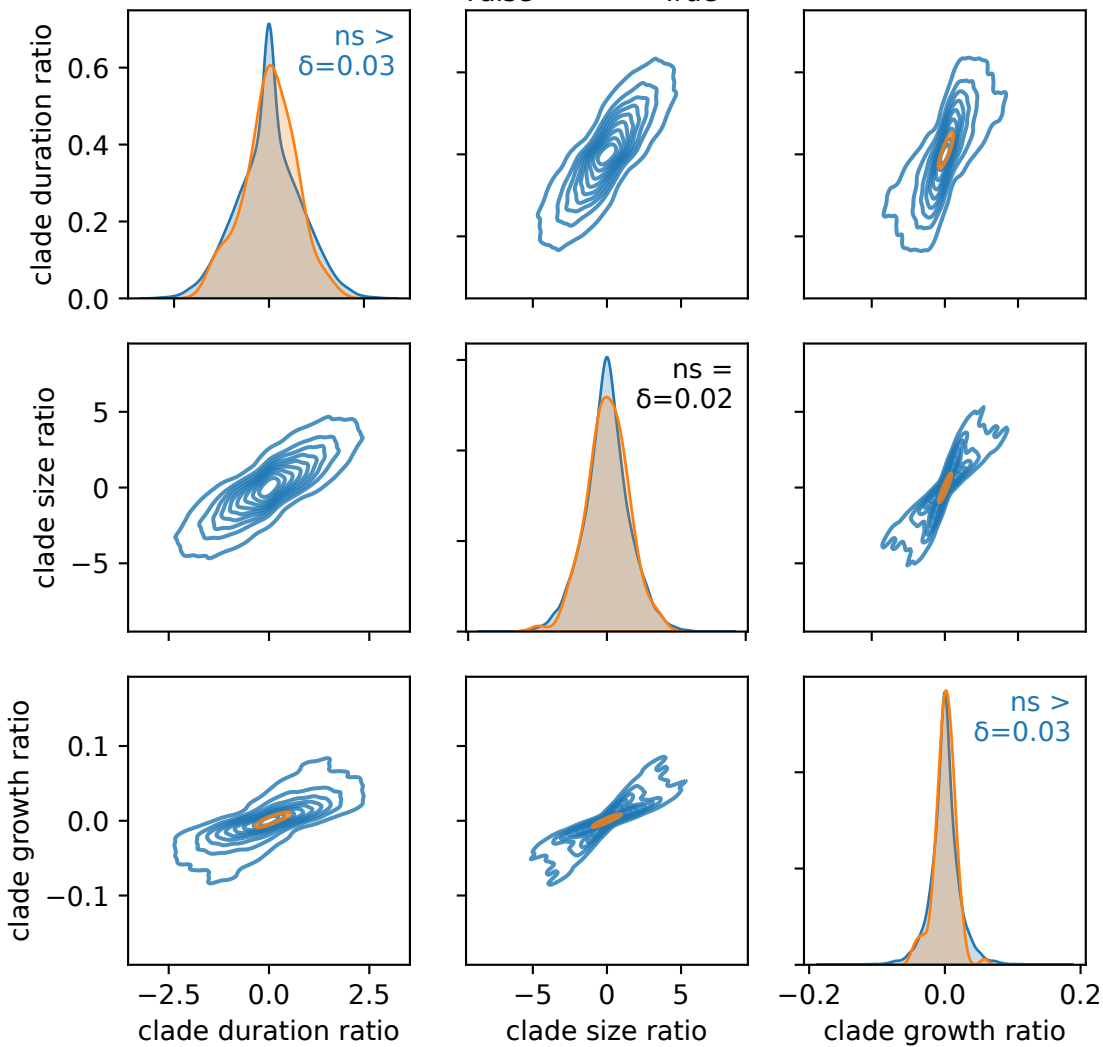 clade duration ratio
0.6
0.4
0.2
0.0
ns >
δ=0.03
clade size ratio
5
0
−5
ns =
δ=0.02
clade growth ratio
0.1
0.0
−0.1
ns >
δ=0.03
−2.5 0.0 2.5
−5 0 5
−0.2 0.0 0.2
clade duration ratio
clade size ratio
clade growth ratio